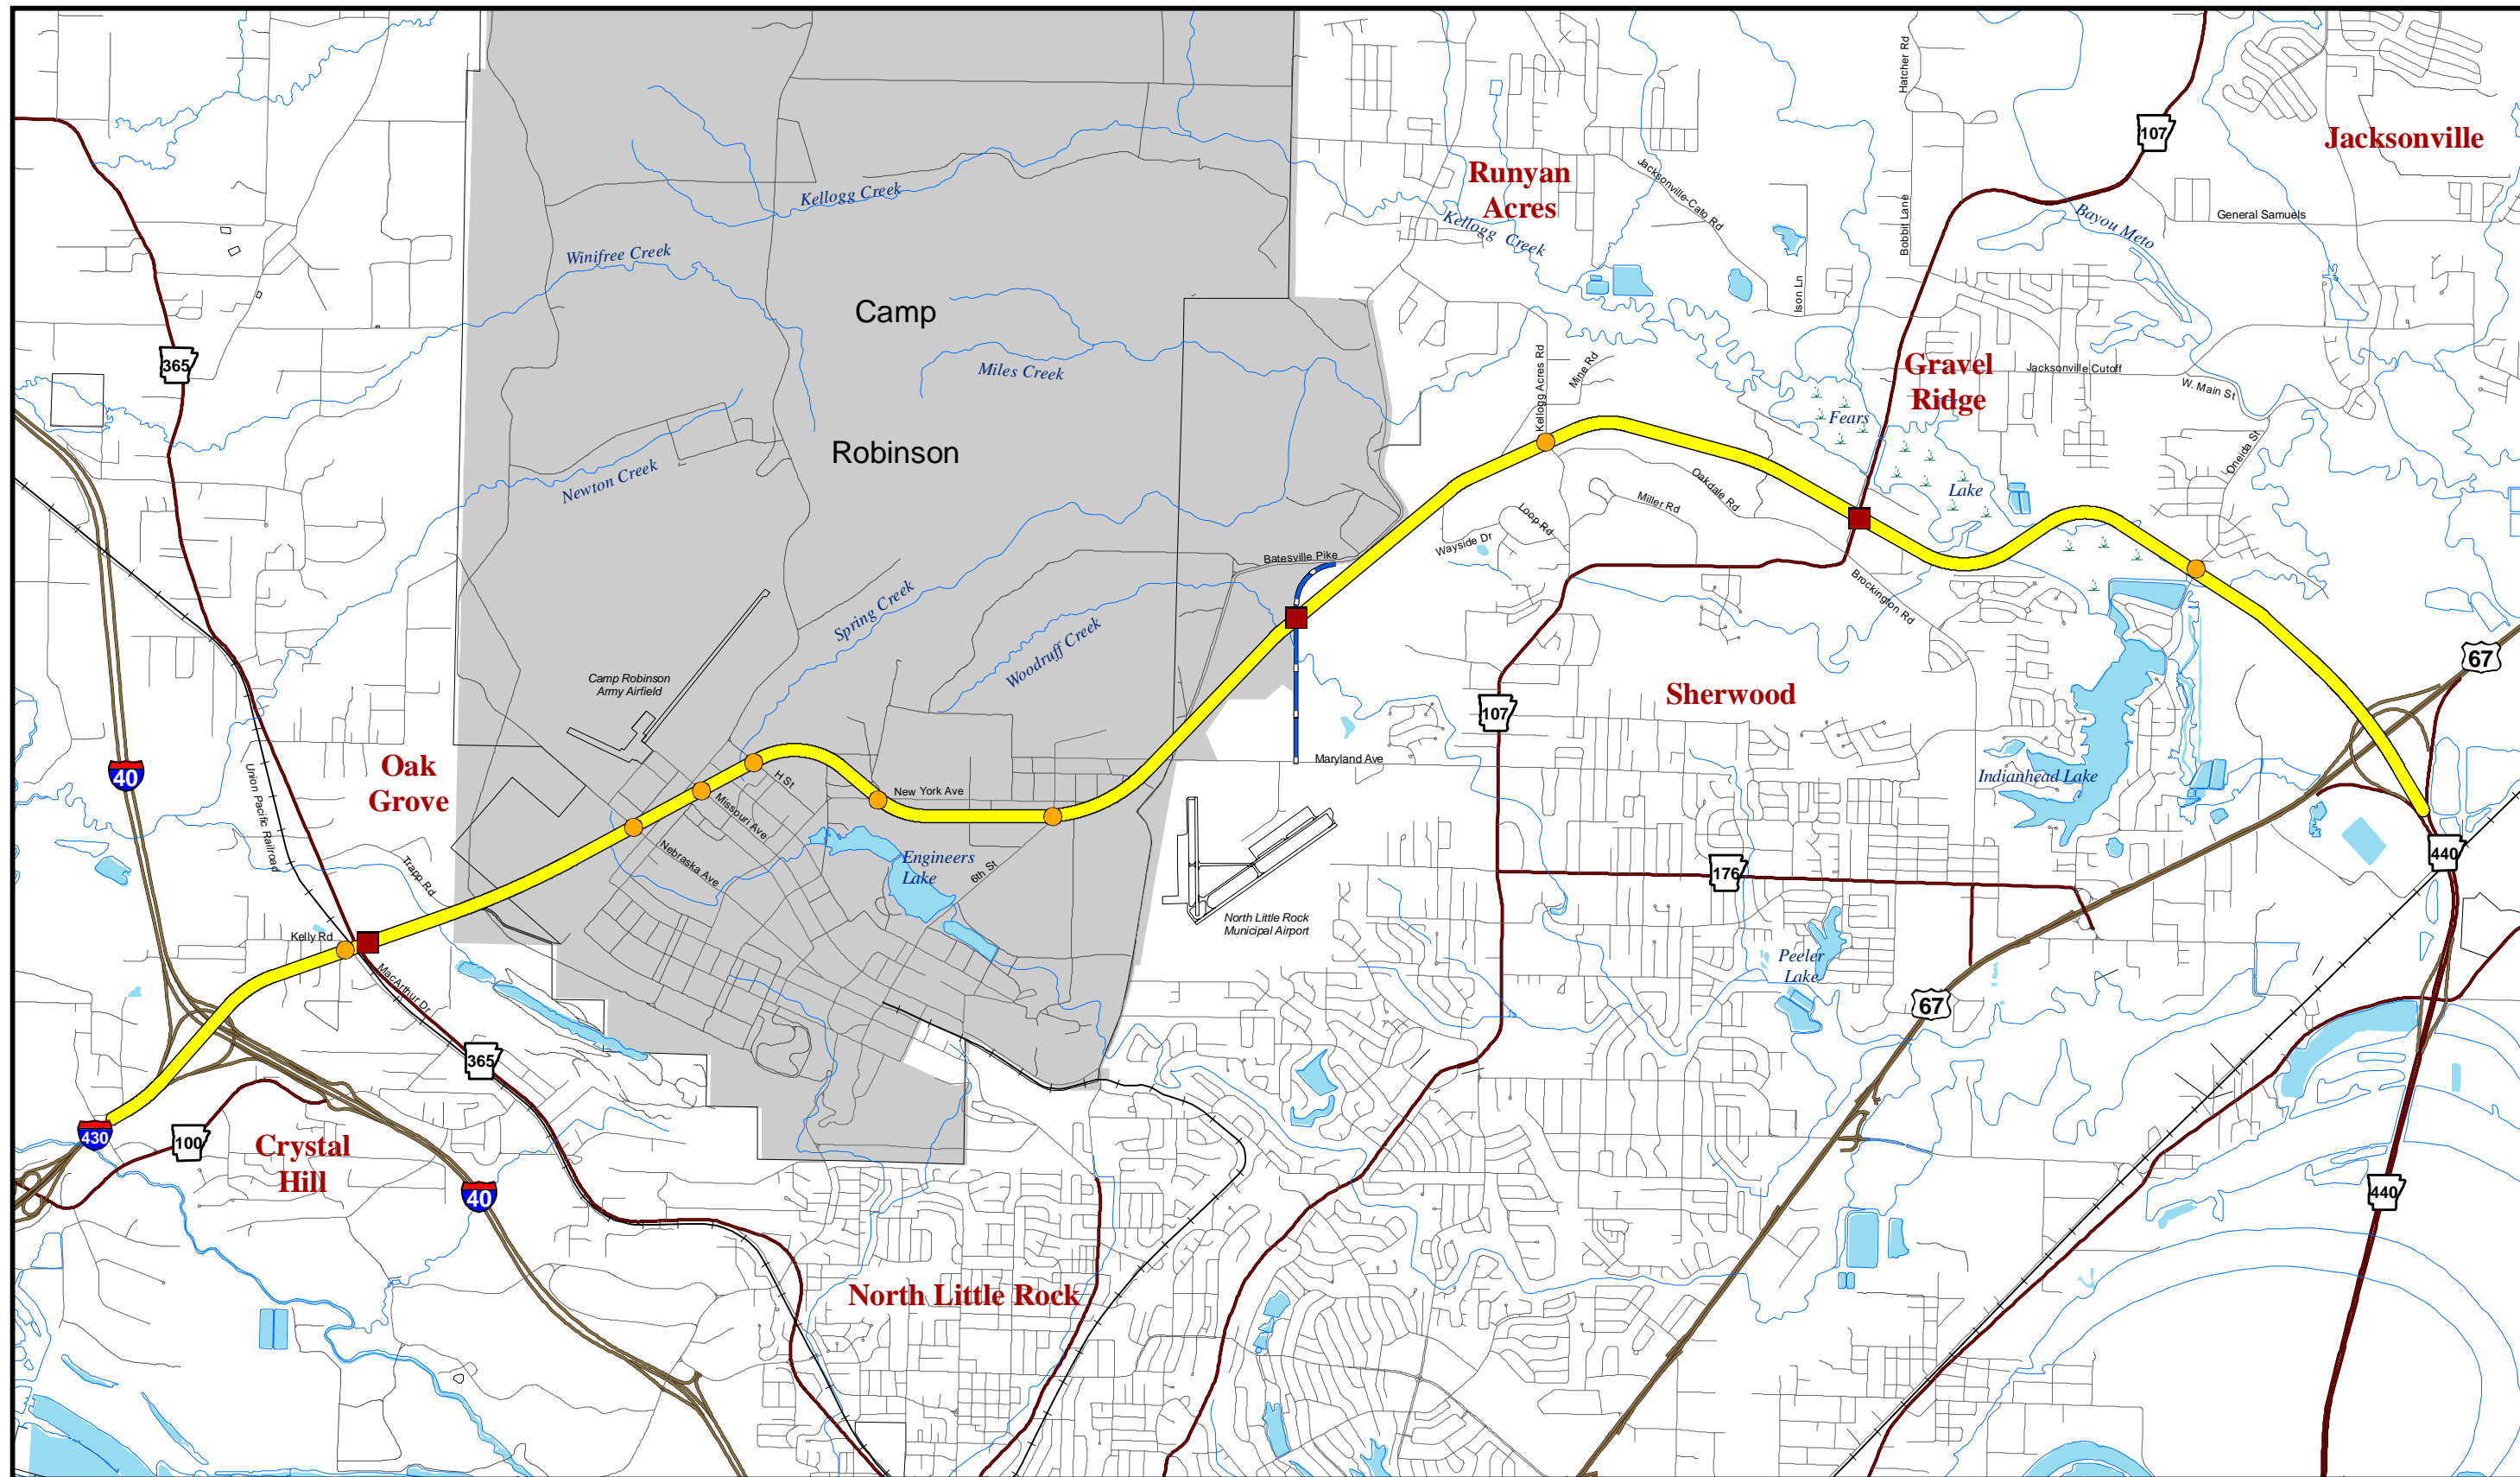 Hatcher Rd
107
Jacksonville
Runyan
Acres
Jacksonville-Cato Rd
Kellogg Creek
Kellogg Creek
Bobbit Lane
Bayou Meto
General Samuels
Winifree Creek
Camp
Ison Ln
365
Miles Creek
Kellogg Acres Rd
Mine Rd
Gravel
Ridge
Jacksonville Cutoff
W. Main St
Fears
Robinson
Newton Creek
Oneida St
Lake
Oakdale Rd
Miller Rd
Loop Rd
Wayside Dr
Batesville Pike
Brockington Rd
Spring Creek
Woodruff Creek
67
Camp Robinson
Army Airfield
Sherwood
107
Oak
Grove
40
Union Pacific Railroad
H St
Missouri Ave
New York Ave
Maryland Ave
Indianhead Lake
Nebraska Ave
Engineers
Lake
6th St
Trapp Rd
176
440
North Little Rock
Municipal Airport
Kelly Rd
MacArthur Dr
Peeler
Lake
67
365
430
100
Crystal
Hill
40
440
North Little Rock